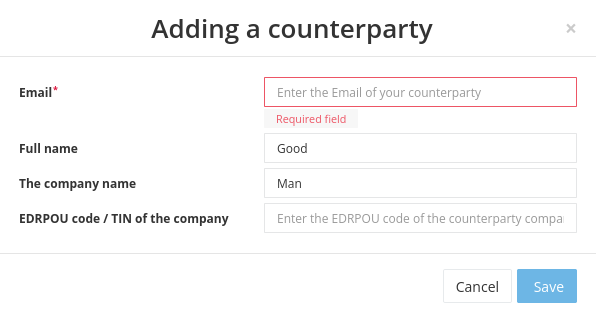 Adding a counterparty ×
Email* Enter the Email of your counterparty
Required field
Full name Good
The company name Man
EDRPOU code / TIN of the company Enter the EDRPOU code of the counterparty compa
Cancel Save